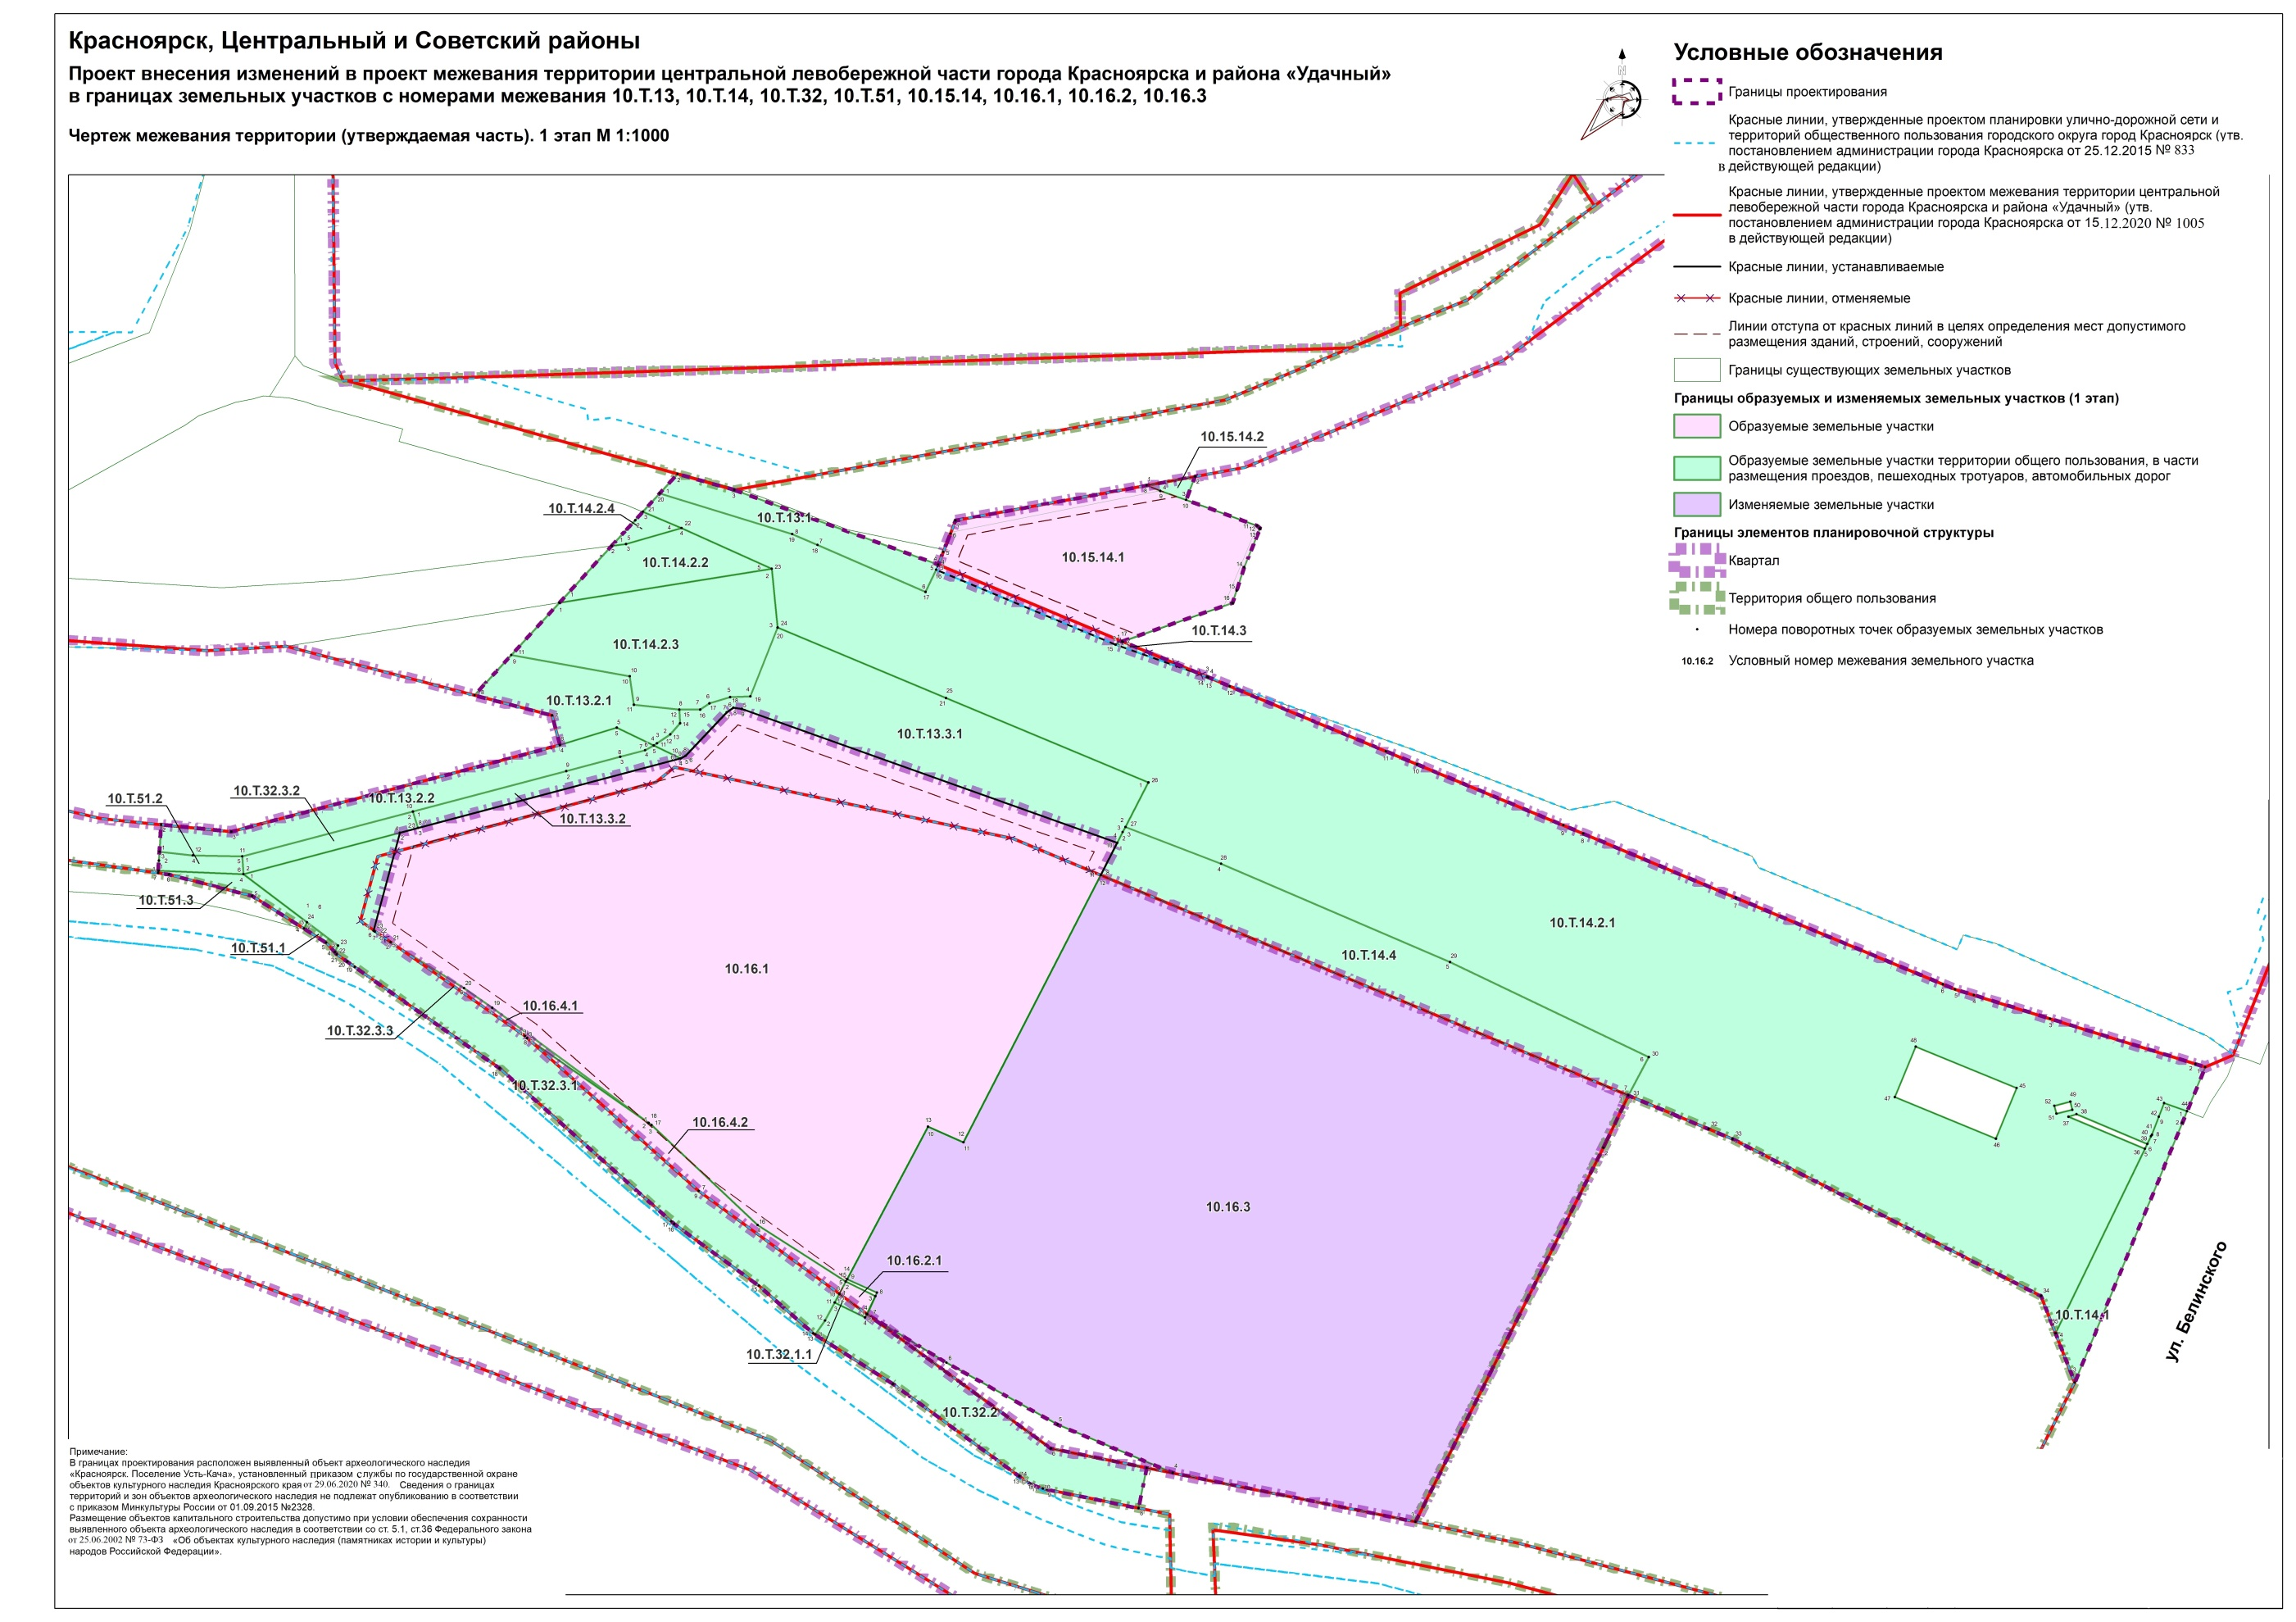 Красноярск, Центральный и Советский районы
Проект внесения изменений в проект межевания территории центральной левобережной части города Красноярска и района «Удачный»
в границах земельных участков с номерами межевания 10.Т.13, 10.Т.14, 10.Т.32, 10.Т.51, 10.15.14, 10.16.1, 10.16.2, 10.16.3
Чертеж межевания территории (утверждаемая часть). 1 этап М 1:1000
Условные обозначения
Границы проектирования
Красные линии, утвержденные проектом планировки улично-дорожной сети и
территорий общественного пользования городского округа город Красноярск (утв.
постановлением администрации города Красноярска от 25.12.2015 № 833
в действующей редакции)
Красные линии, утвержденные проектом межевания территории центральной
левобережной части города Красноярска и района «Удачный» (утв.
постановлением администрации города Красноярска от 15.12.2020 № 1005
в действующей редакции)
Красные линии, устанавливаемые
Красные линии, отменяемые
Линии отступа от красных линий в целях определения мест допустимого
размещения зданий, строений, сооружений
Границы существующих земельных участков
Границы образуемых и изменяемых земельных участков (1 этап)
Образуемые земельные участки
Образуемые земельные участки территории общего пользования, в части
размещения проездов, пешеходных тротуаров, автомобильных дорог
Изменяемые земельные участки
Границы элементов планировочной структуры
Квартал
Территория общего пользования
Номера поворотных точек образуемых земельных участков
10.16.2 Условный номер межевания земельного участка
10.15.14.2
10.Т.14.2.4
10.Т.13.1
10.15.14.1
10.Т.14.2.2
10.Т.14.3
10.Т.14.2.3
10.Т.13.2.1
10.Т.13.3.1
10.Т.32.3.2
10.Т.51.2
10.Т.13.2.2
10.Т.13.3.2
10.Т.51.3
10.Т.51.1
10.Т.14.2.1
10.Т.14.4
10.16.1
10.16.4.1
10.Т.32.3.3
10.Т.32.3.1
10.16.4.2
10.16.3
10.16.2.1
10.Т.14.1
ул. Белинского
10.Т.32.1.1
10.Т.32.2
Примечание:
В границах проектирования расположен выявленный объект археологического наследия
«Красноярск. Поселение Усть-Кача», установленный приказом службы по государственной охране
объектов культурного наследия Красноярского края от 29.06.2020 № 340. Сведения о границах
территорий и зон объектов археологического наследия не подлежат опубликованию в соответствии
с приказом Минкультуры России от 01.09.2015 №2328.
Размещение объектов капитального строительства допустимо при условии обеспечения сохранности
выявленного объекта археологического наследия в соответствии со ст. 5.1, ст.36 Федерального закона
от 25.06.2002 № 73-ФЗ «Об объектах культурного наследия (памятниках истории и культуры)
народов Российской Федерации».